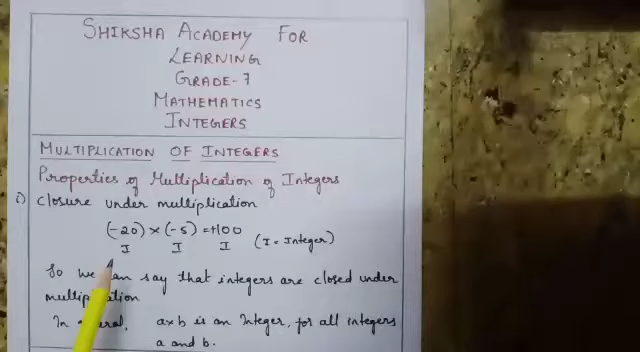 SHIKSHA ACADEMY FOR
LEARNING
GRADE-7
MATHEMATICS
INTEGERS
MULTIPLICATION OF INTEGERS
Properties of Multiplication of Integers
i) Closure under multiplication
(-20) × (-5) = +100
I I I (I = Integer)
So we can say that integers are closed under
multiplication
In general, a×b is an Integer, for all integers
a and b.